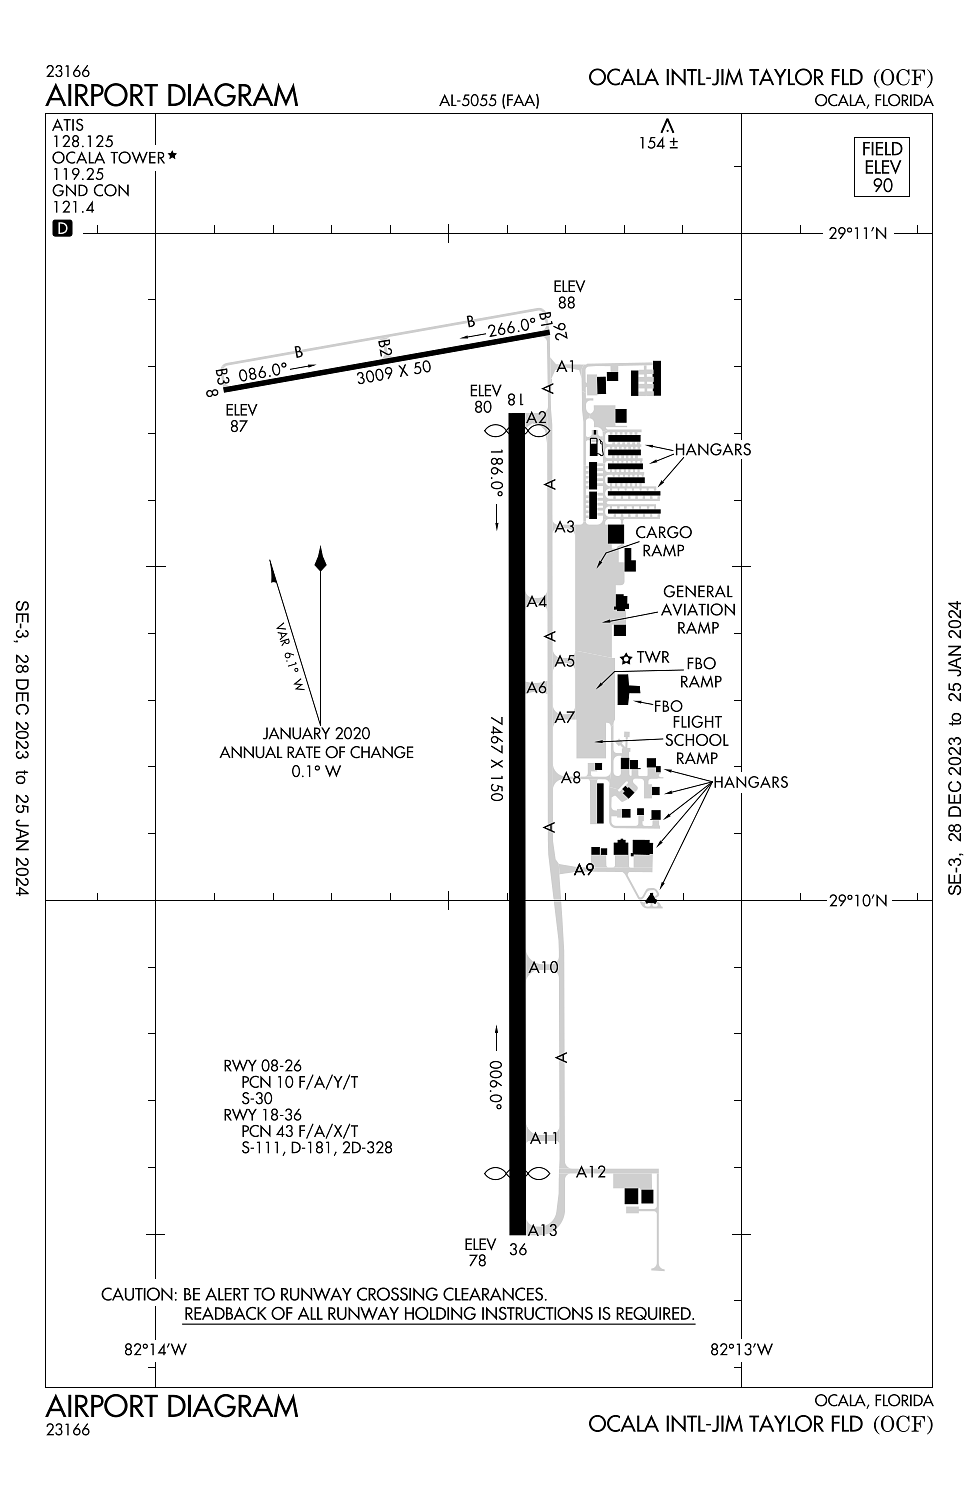 23166
AIRPORT DIAGRAM
AL-5055 (FAA)
OCALA INTL-JIM TAYLOR FLD (OCF)
OCALA, FLORIDA
ATIS
128.125
OCALA TOWER★
119.25
GND CON
121.4
D
154 ±
FIELD
ELEV
90
29°11'N
ELEV
88
B
B
B1
B2
B3
266.0°
26
086.0°
8
3009 X 50
ELEV
87
ELEV
80
18
A1
A
A2
186.0°
A
HANGARS
A3
CARGO
RAMP
GENERAL
AVIATION
RAMP
A4
A
A5
TWR
FBO
RAMP
A6
FBO
A7
FLIGHT
SCHOOL
RAMP
VAR 6.1° W
JANUARY 2020
ANNUAL RATE OF CHANGE
0.1° W
7467 X 150
A8
HANGARS
A
A9
29°10'N
A10
006.0°
A
RWY 08-26
PCN 10 F/A/Y/T
S-30
RWY 18-36
PCN 43 F/A/X/T
S-111, D-181, 2D-328
A11
A12
A13
ELEV
78
36
CAUTION: BE ALERT TO RUNWAY CROSSING CLEARANCES.
READBACK OF ALL RUNWAY HOLDING INSTRUCTIONS IS REQUIRED.
82°14'W
82°13'W
SE-3, 28 DEC 2023 to 25 JAN 2024
SE-3, 28 DEC 2023 to 25 JAN 2024
AIRPORT DIAGRAM
23166
OCALA, FLORIDA
OCALA INTL-JIM TAYLOR FLD (OCF)